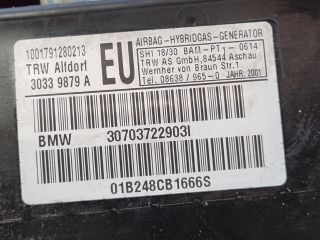 1001791280213
TRW Alldorf
3033 9879 A
EU
AIRBAG-HYBRIDGAS-GENERATOR
SHI 18/30 BAM-PT1-0614
TRW AS GmbH, 84544 Aschau
Wernher von Braun Str.1
Tel. 08638 / 965-0 JAHR: 2001
BMW 30703722903I
01B248CB1666S